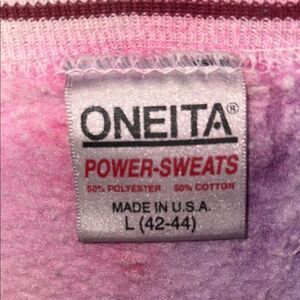 ONEITA®
POWER-SWEATS
50% POLYESTER 50% COTTON
MADE IN U.S.A.
L (42-44)